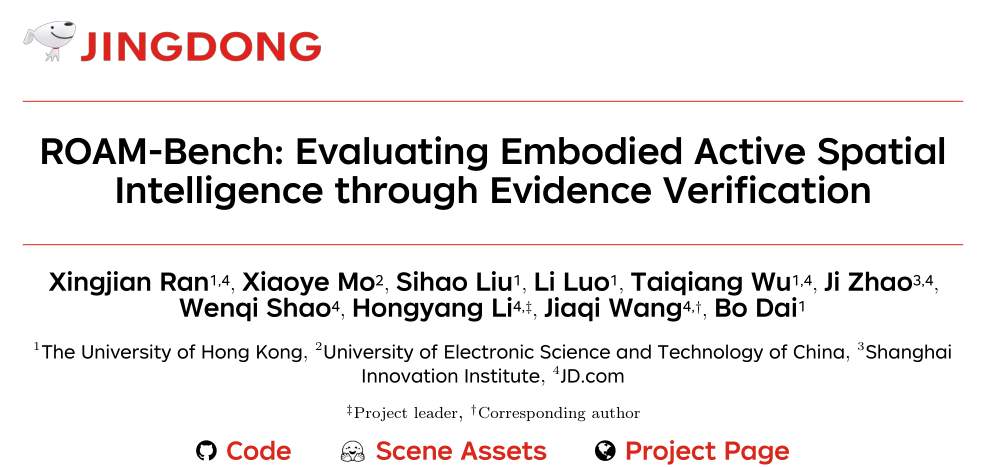 JINGDONG
ROAM-Bench: Evaluating Embodied Active Spatial
Intelligence through Evidence Verification
Xingjian Ran1,4, Xiaoye Mo2, Sihao Liu1, Li Luo1, Taiqiang Wu1,4, Ji Zhao3,4,
Wenqi Shao4, Hongyang Li4,‡, Jiaqi Wang4,†, Bo Dai1
1The University of Hong Kong, 2University of Electronic Science and Technology of China, 3Shanghai
Innovation Institute, 4JD.com
‡Project leader, †Corresponding author
Code Scene Assets Project Page